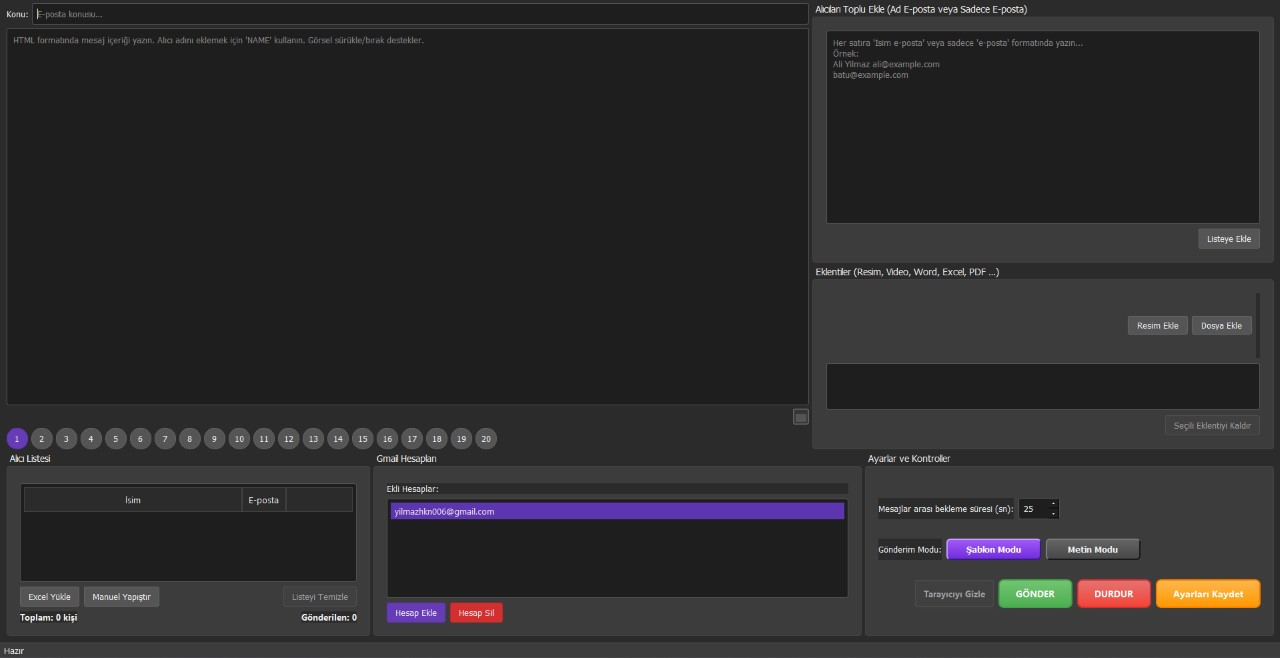 Konu:
E-posta konusu...
HTML formatında mesaj içeriği yazın. Alıcı adını eklemek için 'NAME' kullanın. Görsel sürükle/bırak destekler.
1 2 3 4 5 6 7 8 9 10 11 12 13 14 15 16 17 18 19 20
Alıcıları Toplu Ekle (Ad E-posta veya Sadece E-posta)
Her satıra 'İsim e-posta' veya sadece 'e-posta' formatında yazın...
Örnek:
Ali Yilmaz ali@example.com
batu@example.com
Listeye Ekle
Eklentiler (Resim, Video, Word, Excel, PDF ...)
Resim Ekle
Dosya Ekle
Seçili Eklentiyi Kaldır
Alıcı Listesi
İsim
E-posta
Excel Yükle
Manuel Yapıştır
Listeyi Temizle
Toplam: 0 kişi
Gönderilen: 0
Gmail Hesapları
Ekli Hesaplar:
yilmazhkn006@gmail.com
Hesap Ekle
Hesap Sil
Ayarlar ve Kontroller
Mesajlar arası bekleme süresi (sn):
25
Gönderim Modu:
Şablon Modu
Metin Modu
Tarayıcıyı Gizle
GÖNDER
DURDUR
Ayarları Kaydet
Hazır